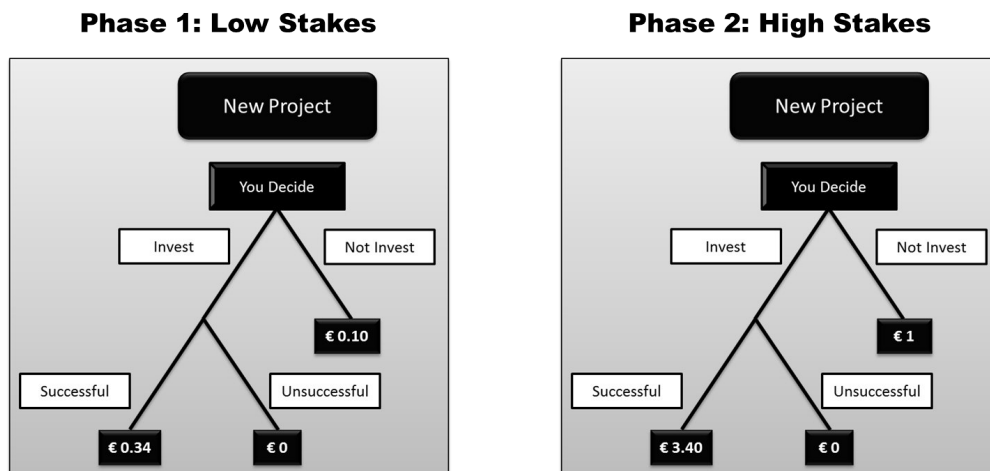 Phase 1: Low Stakes
New Project
You Decide
Invest
Not Invest
€ 0.10
Successful
Unsuccessful
€ 0.34
€ 0
Phase 2: High Stakes
New Project
You Decide
Invest
Not Invest
€ 1
Successful
Unsuccessful
€ 3.40
€ 0